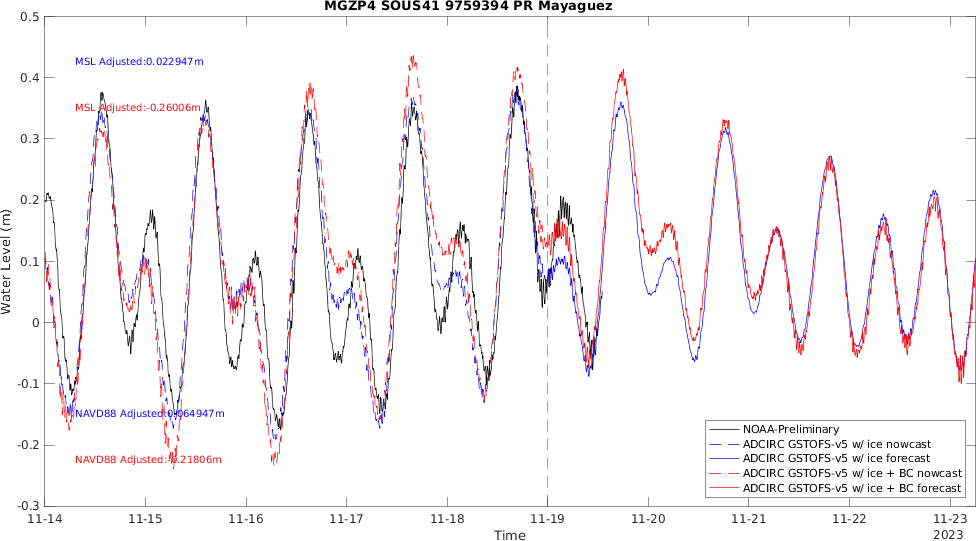 MGZP4 SOUS41 9759394 PR Mayaguez
0.5
0.4
0.3
0.2
0.1
0
-0.1
-0.2
-0.3
Water Level (m)
MSL Adjusted:0.022947m
MSL Adjusted:-0.26006m
NAVD88 Adjusted:0.064947m
NAVD88 Adjusted:-0.21806m
NOAA-Preliminary
ADCIRC GSTOFS-v5 w/ ice nowcast
ADCIRC GSTOFS-v5 w/ ice forecast
ADCIRC GSTOFS-v5 w/ ice + BC nowcast
ADCIRC GSTOFS-v5 w/ ice + BC forecast
11-14 11-15 11-16 11-17 11-18 11-19 11-20 11-21 11-22 11-23
Time
2023